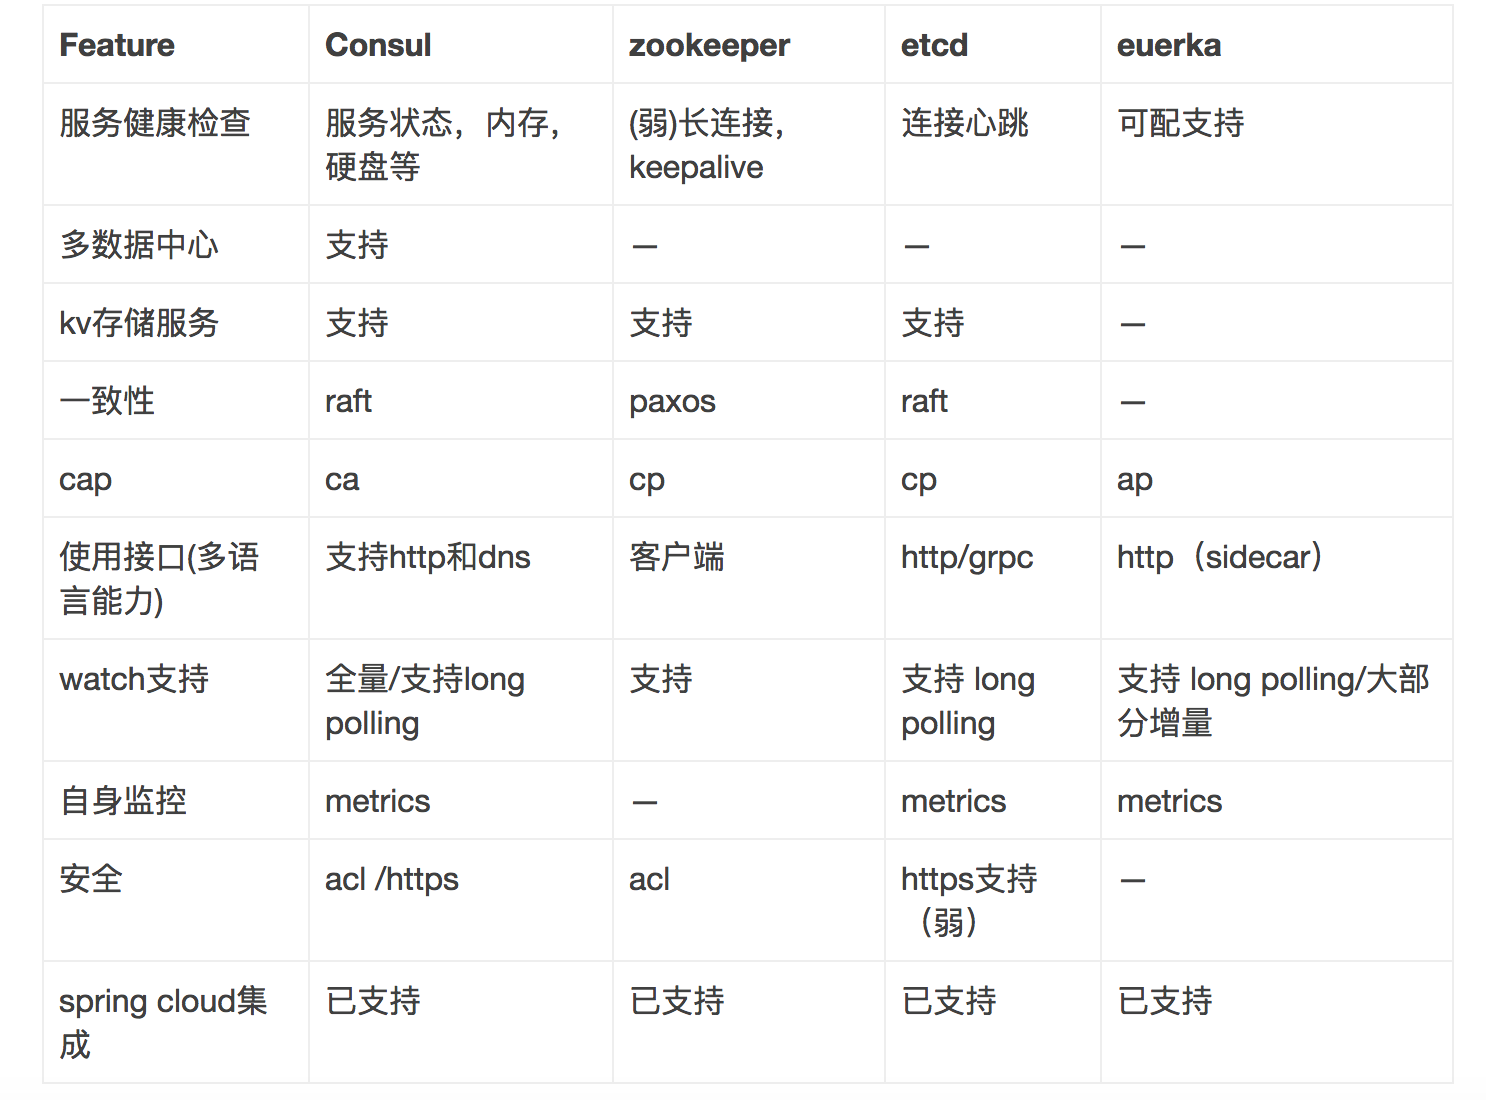 Feature Consul zookeeper etcd euerka
服务健康检查 服务状态，内存， (弱)长连接， 连接心跳 可配支持
硬盘等 keepalive
多数据中心 支持 — — —
kv存储服务 支持 支持 支持 —
一致性 raft paxos raft —
cap ca cp cp ap
使用接口(多语 支持http和dns 客户端 http/grpc http（sidecar）
言能力)
watch支持 全量/支持long 支持 支持 long 支持 long polling/大部
polling polling 分增量
自身监控 metrics — metrics metrics
安全 acl /https acl https支持 —
（弱）
spring cloud集 已支持 已支持 已支持 已支持
成